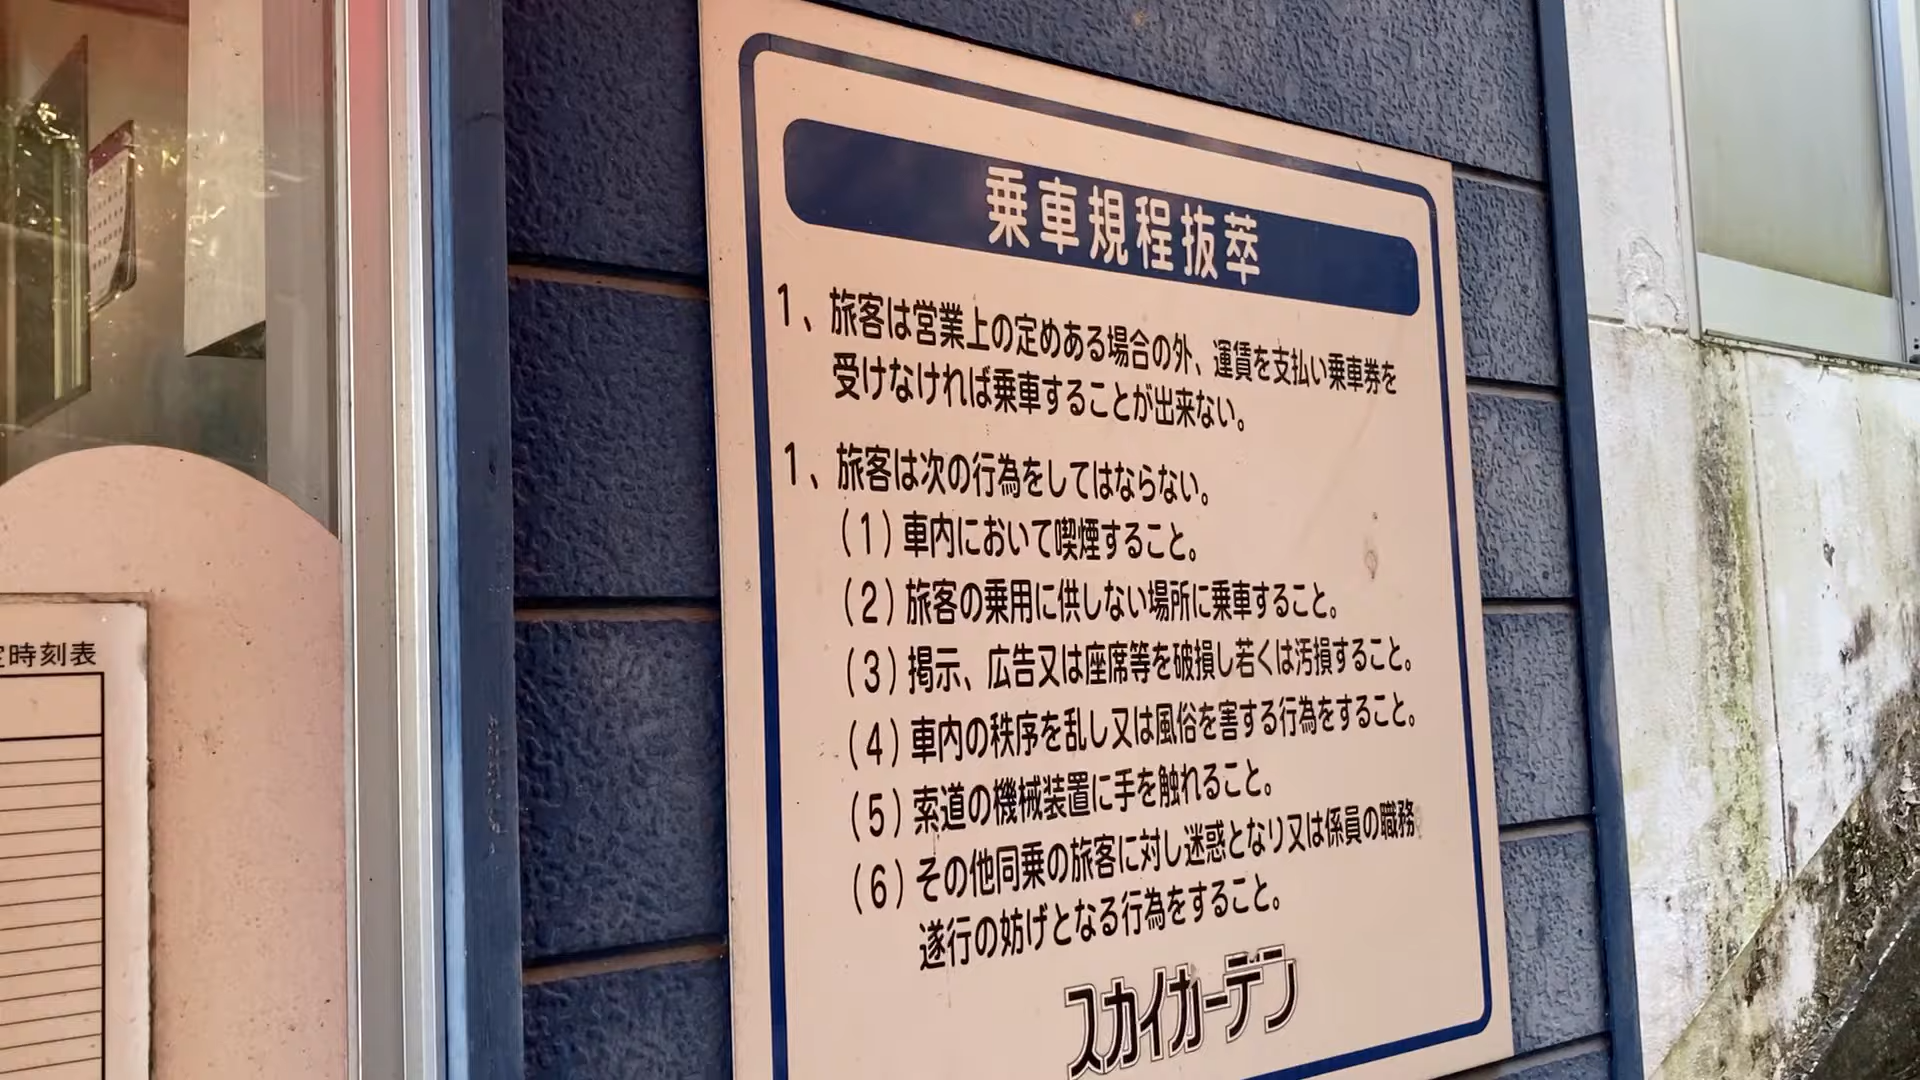 乗車規程抜萃
1、旅客は営業上の定めある場合の外、運賃を支払い乗車券を
受けなければ乗車することが出来ない。
1、旅客は次の行為をしてはならない。
(1)車内において喫煙すること。
(2)旅客の乗用に供しない場所に乗車すること。
(3)掲示、広告又は座席等を破損し若くは汚損すること。
(4)車内の秩序を乱し又は風俗を害する行為をすること。
(5)索道の機械装置に手を触れること。
(6)その他同乗の旅客に対し迷惑となり又は係員の職務
遂行の妨げとなる行為をすること。
スカイガーデン
時刻表